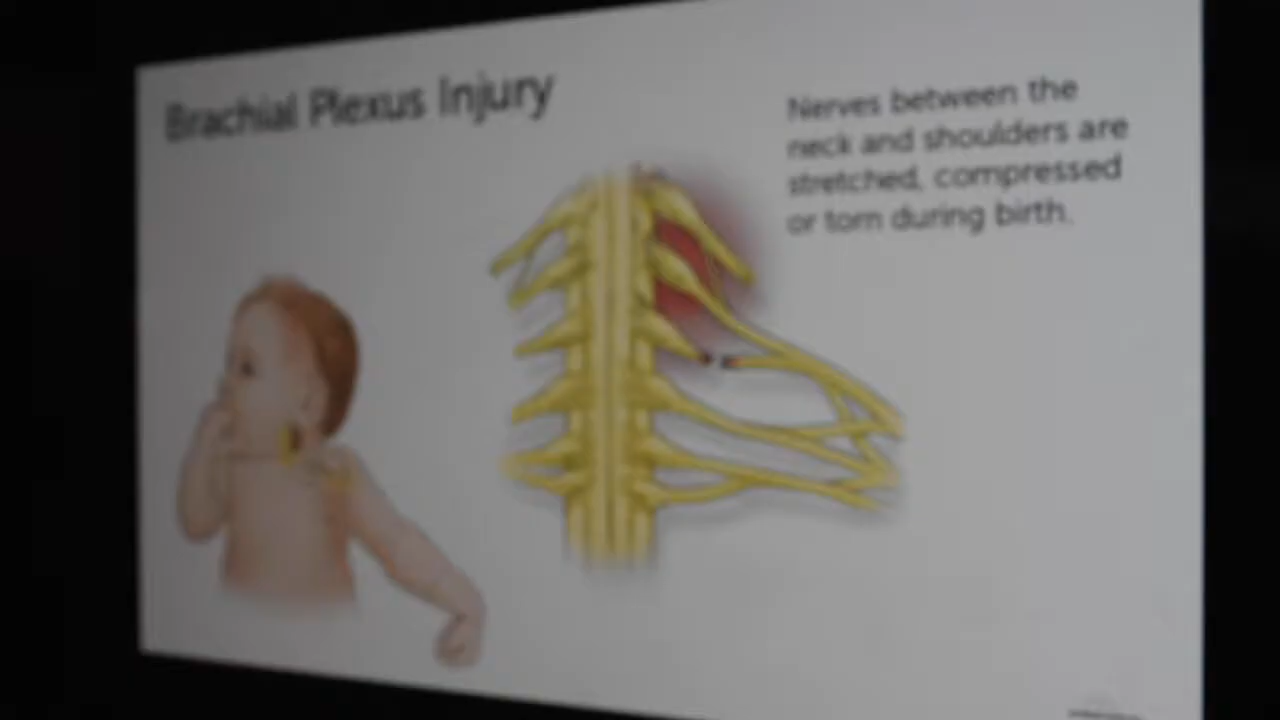 Brachial Plexus Injury
Nerves between the
neck and shoulders are
stretched, compressed
or torn during birth.